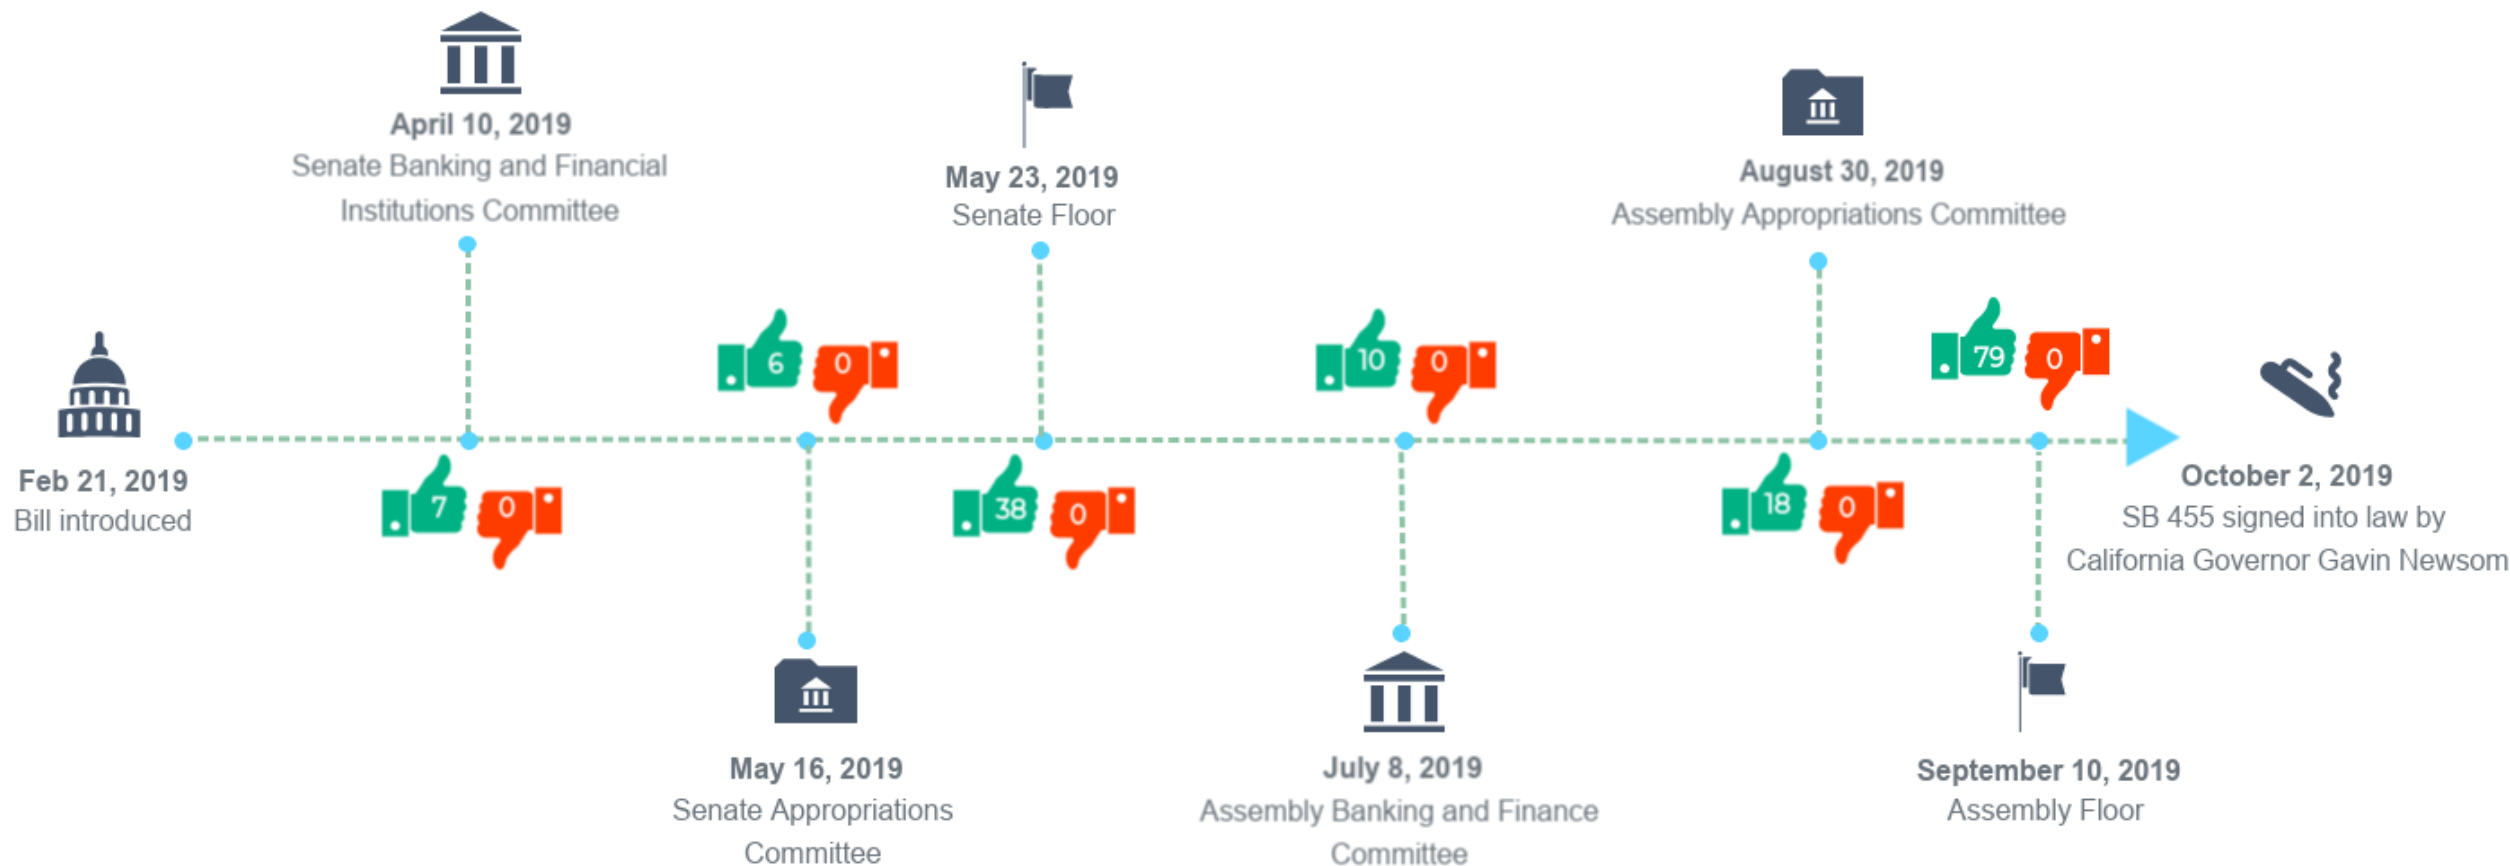 Feb 21, 2019
Bill introduced
April 10, 2019
Senate Banking and Financial
Institutions Committee
7
0
6
0
May 16, 2019
Senate Appropriations
Committee
May 23, 2019
Senate Floor
38
0
10
0
July 8, 2019
Assembly Banking and Finance
Committee
August 30, 2019
Assembly Appropriations Committee
18
0
79
0
September 10, 2019
Assembly Floor
October 2, 2019
SB 455 signed into law by
California Governor Gavin Newsom